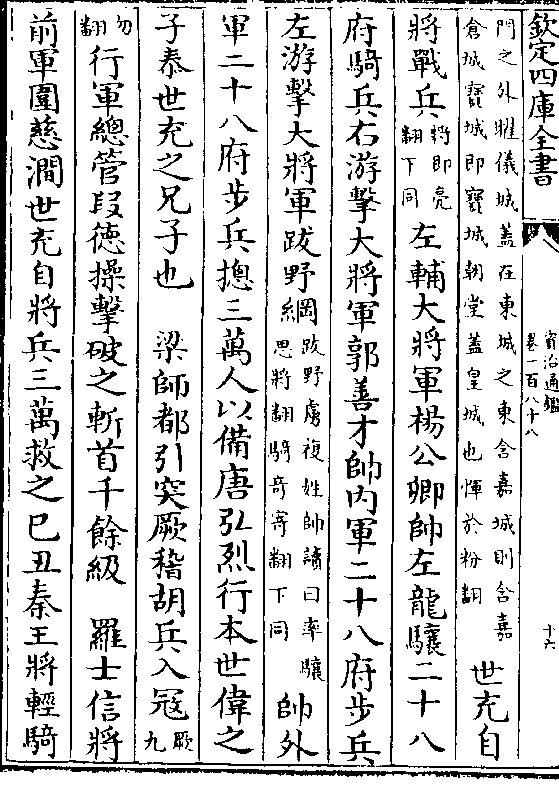 欽定四庫全書
資治通鑑
卷一百八十八
十六
門之外曜儀城蓋在東城之東含嘉城則含嘉
倉城寶城即寶城朝堂蓋皇城也惲於粉翻
世充自
將戰兵
將即亮
翻下同
左輔大將軍楊公卿帥左龍驤二十八
府騎兵右游擊大將軍郭善才帥内軍二十八府步兵
左游擊大將軍跋野綱
跋野虜複姓帥讀曰率驤
思將翻騎竒寄翻下同
帥外
軍二十八府步兵揔三萬人以備唐弘烈行本世偉之
子泰世充之兄子也 梁師都引突厥稽胡兵入冦
厥
九
勿
翻
行軍總管段徳操擊破之斬首千餘級 羅士信將
前軍圍慈澗世充自將兵三萬救之已丑秦王將輕騎